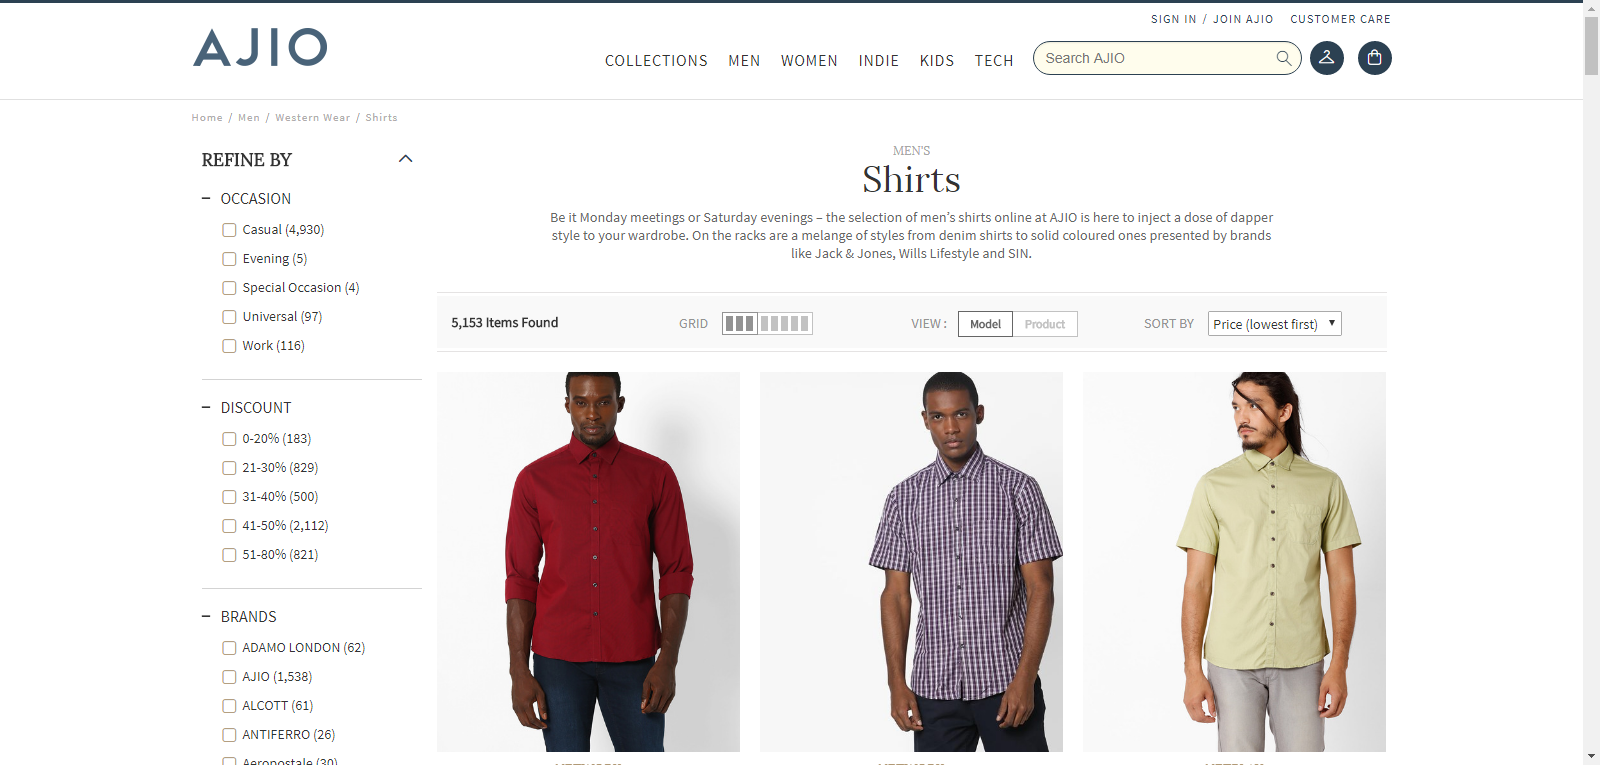 SIGN IN / JOIN AJIO CUSTOMER CARE
AJIO
COLLECTIONS MEN WOMEN INDIE KIDS TECH Search AJIO
Home / Men / Western Wear / Shirts
REFINE BY
OCCASION
Casual (4,930)
Evening (5)
Special Occasion (4)
Universal (97)
Work (116)
DISCOUNT
0-20% (183)
21-30% (829)
31-40% (500)
41-50% (2,112)
51-80% (821)
BRANDS
ADAMO LONDON (62)
AJIO (1,538)
ALCOTT (61)
ANTIFERRO (26)
Aeropostale (30)
MEN'S
Shirts
Be it Monday meetings or Saturday evenings – the selection of men’s shirts online at AJIO is here to inject a dose of dapper
style to your wardrobe. On the racks are a melange of styles from denim shirts to solid coloured ones presented by brands
like Jack & Jones, Wills Lifestyle and SIN.
5,153 Items Found GRID VIEW : Model Product SORT BY Price (lowest first)